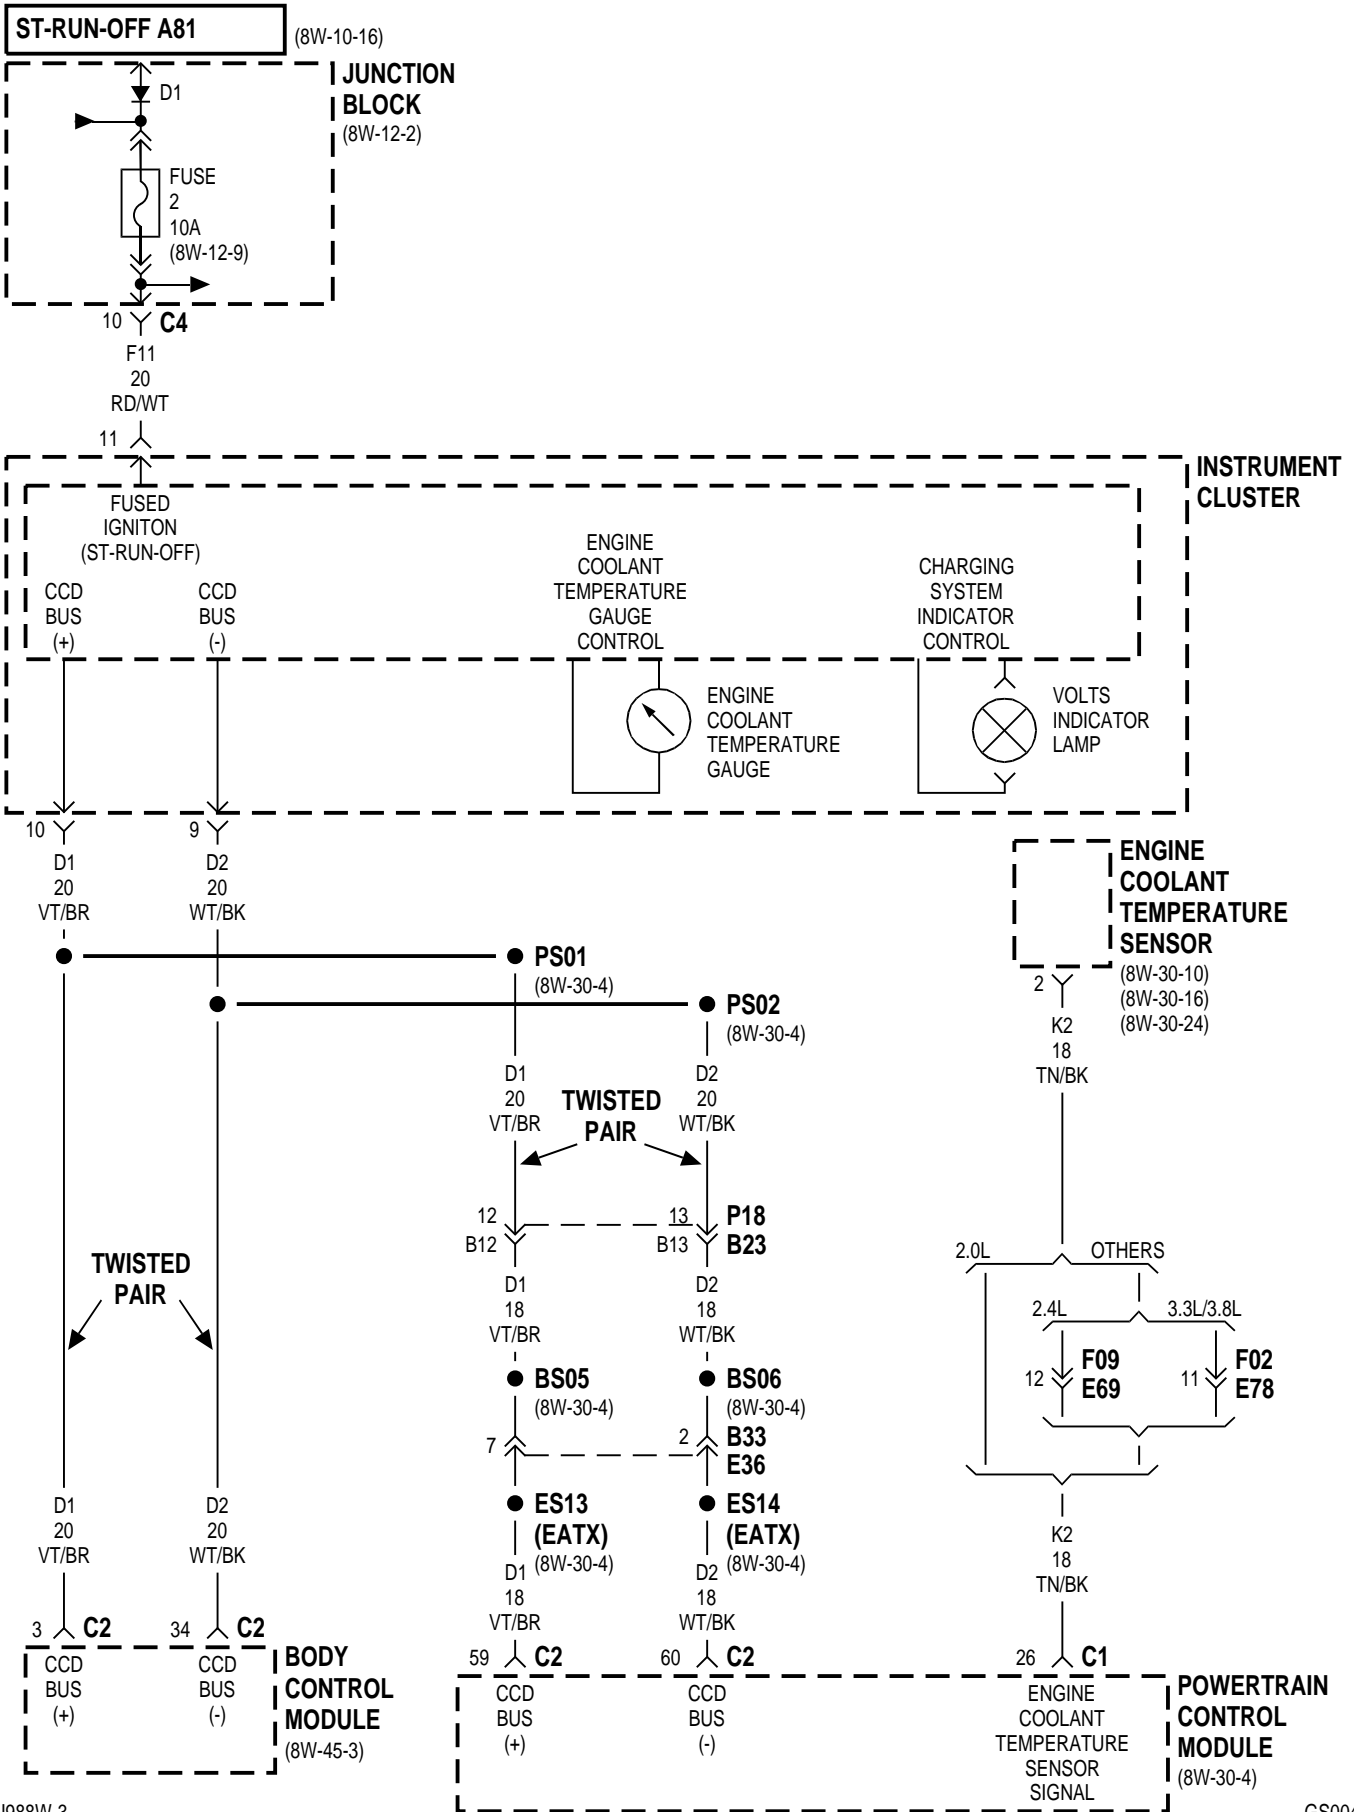 ST-RUN-OFF A81
(8W-10-16)
JUNCTION
BLOCK
(8W-12-2)
D1
FUSE
2
10A
(8W-12-9)
10
C4
F11
20
RD/WT
11
INSTRUMENT
CLUSTER
FUSED
IGNITON
(ST-RUN-OFF)
CCD
BUS
(+)
CCD
BUS
(-)
ENGINE
COOLANT
TEMPERATURE
GAUGE
CONTROL
CHARGING
SYSTEM
INDICATOR
CONTROL
ENGINE
COOLANT
TEMPERATURE
GAUGE
VOLTS
INDICATOR
LAMP
10
9
D1
20
VT/BR
D2
20
WT/BK
ENGINE
COOLANT
TEMPERATURE
SENSOR
(8W-30-10)
(8W-30-16)
(8W-30-24)
2
K2
18
TN/BK
PS01
(8W-30-4)
PS02
(8W-30-4)
D1
20
VT/BR
D2
20
WT/BK
TWISTED
PAIR
12
13
P18
B12
B13
B23
D1
18
VT/BR
D2
18
WT/BK
TWISTED
PAIR
2.0L
OTHERS
2.4L
3.3L/3.8L
12
F09
E69
11
F02
E78
BS05
(8W-30-4)
BS06
(8W-30-4)
7
2
B33
E36
ES13
(EATX)
(8W-30-4)
ES14
(EATX)
(8W-30-4)
D1
20
VT/BR
D2
20
WT/BK
D1
18
VT/BR
D2
18
WT/BK
K2
18
TN/BK
3
C2
34
C2
59
C2
60
C2
26
C1
CCD
BUS
(+)
CCD
BUS
(-)
BODY
CONTROL
MODULE
(8W-45-3)
CCD
BUS
(+)
CCD
BUS
(-)
ENGINE
COOLANT
TEMPERATURE
SENSOR
SIGNAL
POWERTRAIN
CONTROL
MODULE
(8W-30-4)